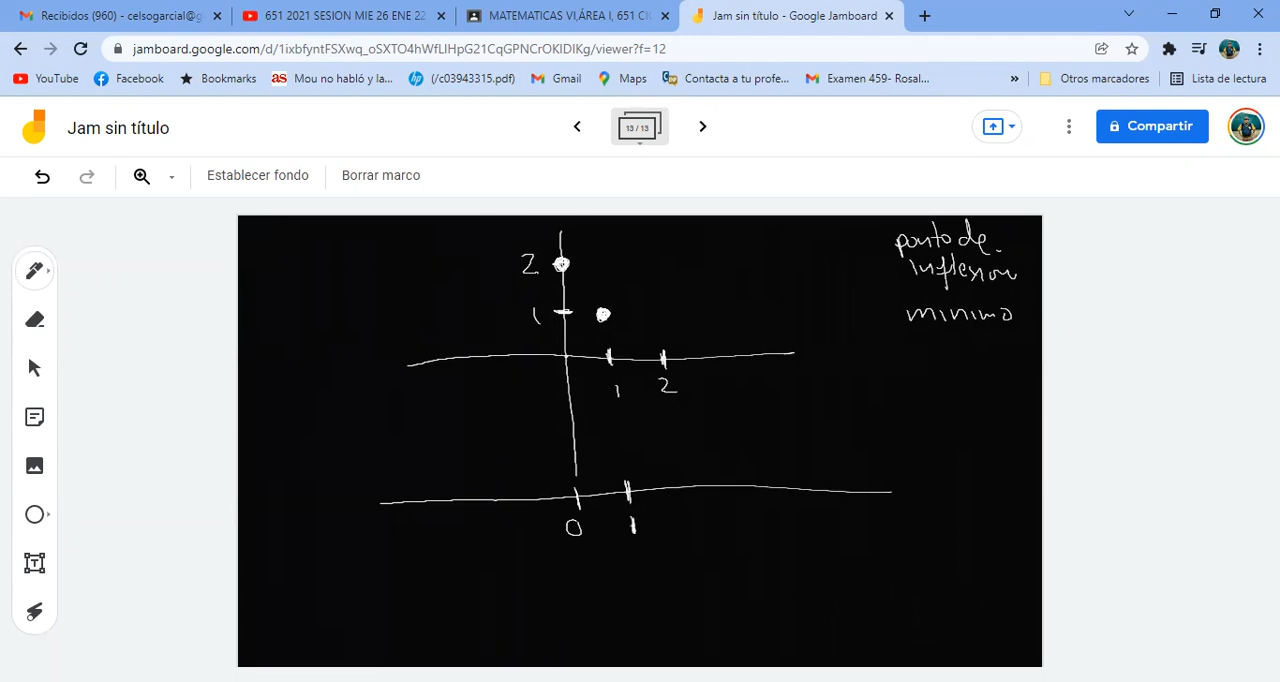 Recibidos (960) - celsogarcial@g
651 2021 SESION MIE 26 ENE 22
MATEMATICAS VI,ÁREA I, 651 CIC
Jam sin título - Google Jamboard
jamboard.google.com/d/1ixbfyntFSXwq_oSXTO4hWfLIHpG21CqGPNCrOKIDIKg/viewer?f=12
YouTube
Facebook
Bookmarks
as Mou no habló y la...
hp (/c03943315.pdf)
Gmail
Maps
Contacta a tu profe...
Examen 459- Rosal...
»
Otros marcadores
Lista de lectura
Jam sin título
13 / 13
Compartir
Establecer fondo
Borrar marco
punto de
inflexion
2
1
minimo
1 2
0 1